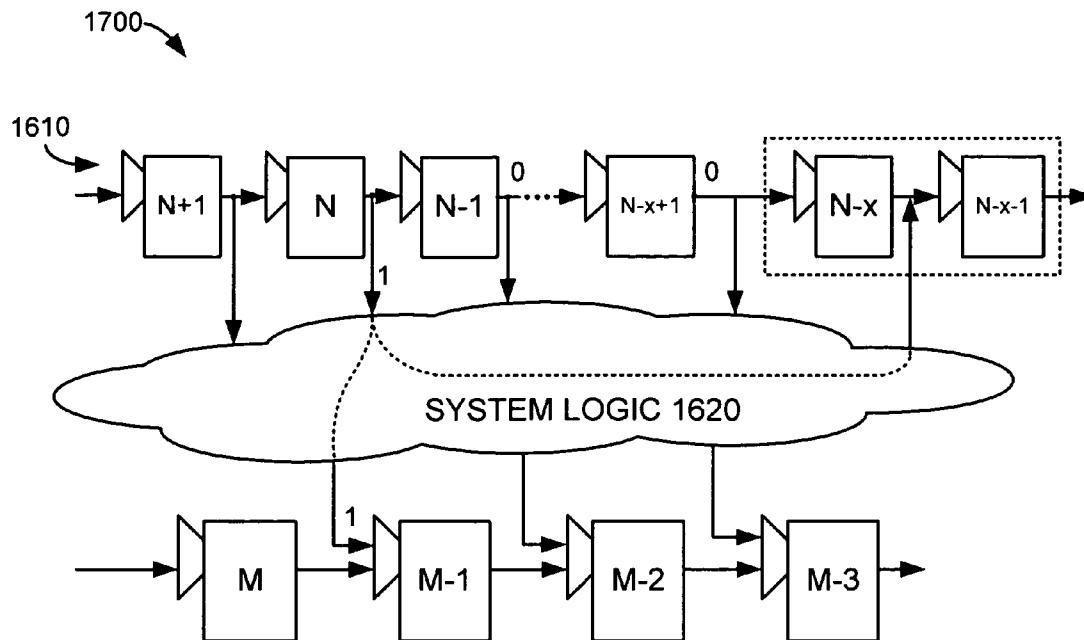 1700
1610
N+1
N
N-1
0
N-x+1
0
N-x
N-x-1
1
SYSTEM LOGIC 1620
1
M
M-1
M-2
M-3